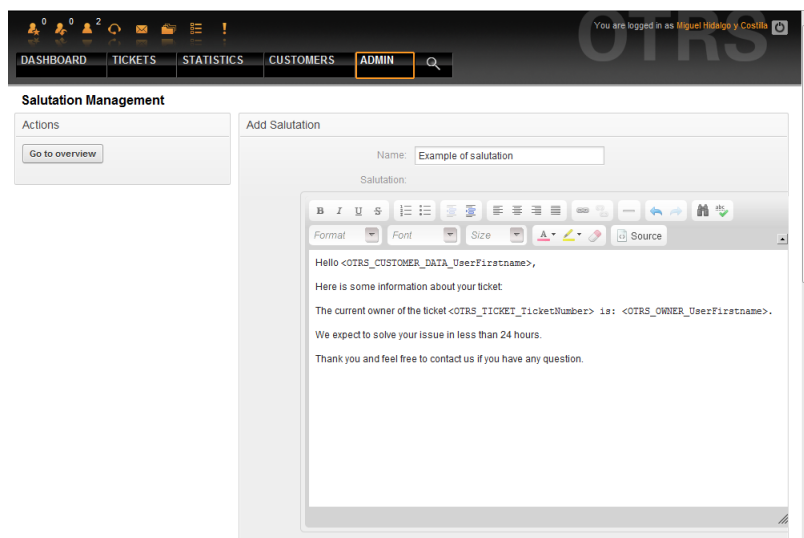 0 0 2
You are logged in as Miguel Hidalgo y Costilla
OTRS
DASHBOARD TICKETS STATISTICS CUSTOMERS ADMIN
Salutation Management
Actions
Go to overview
Add Salutation
Name: Example of salutation
Salutation:
B I U S abc
Format Font Size A Source
Hello <OTRS_CUSTOMER_DATA_UserFirstname>,
Here is some information about your ticket:
The current owner of the ticket <OTRS_TICKET_TicketNumber> is: <OTRS_OWNER_UserFirstname>.
We expect to solve your issue in less than 24 hours.
Thank you and feel free to contact us if you have any question.